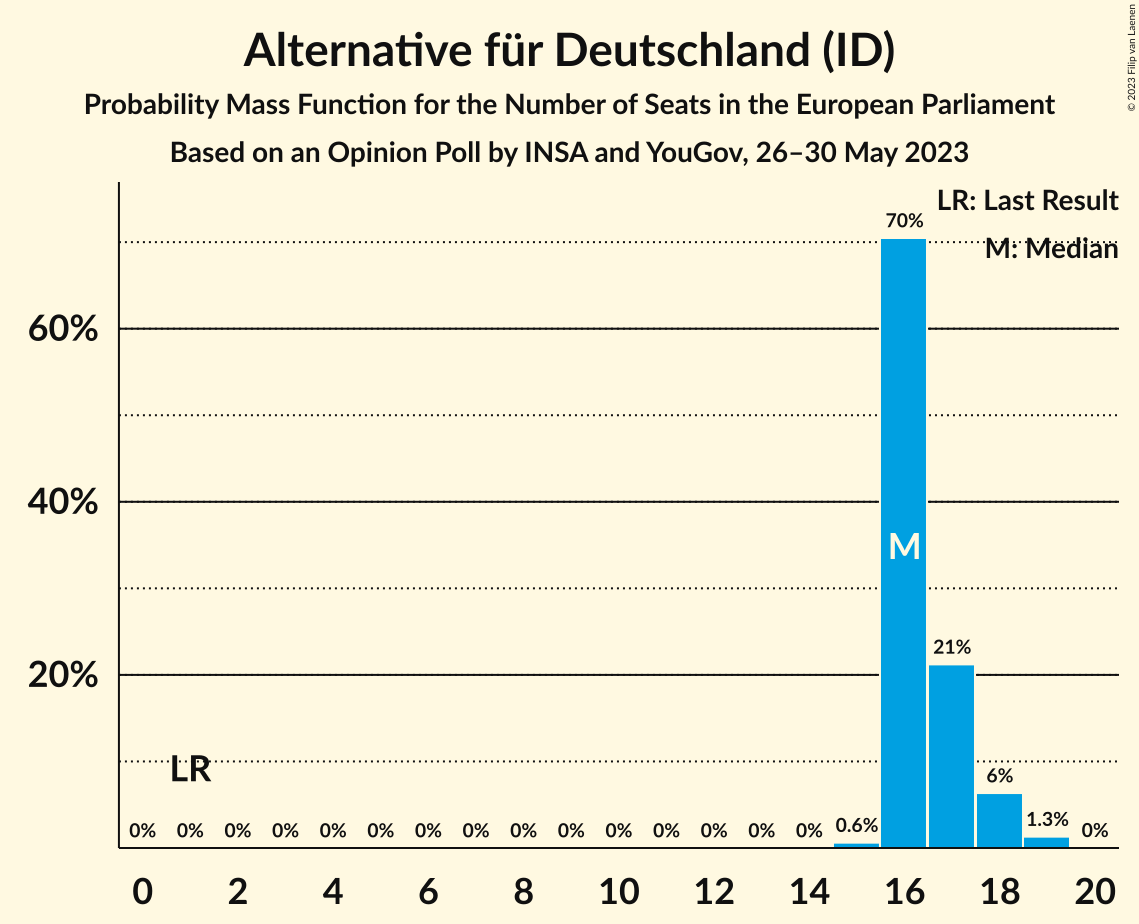 Alternative für Deutschland (ID)
Probability Mass Function for the Number of Seats in the European Parliament
Based on an Opinion Poll by INSA and YouGov, 26–30 May 2023
© 2023 Filip van Laenen
LR: Last Result
M: Median
70%
60%
40%
M
21%
20%
LR
6%
0% 0% 0% 0% 0% 0% 0% 0% 0% 0% 0% 0% 0% 0% 0% 0.6% 1.3% 0%
0 2 4 6 8 10 12 14 16 18 20